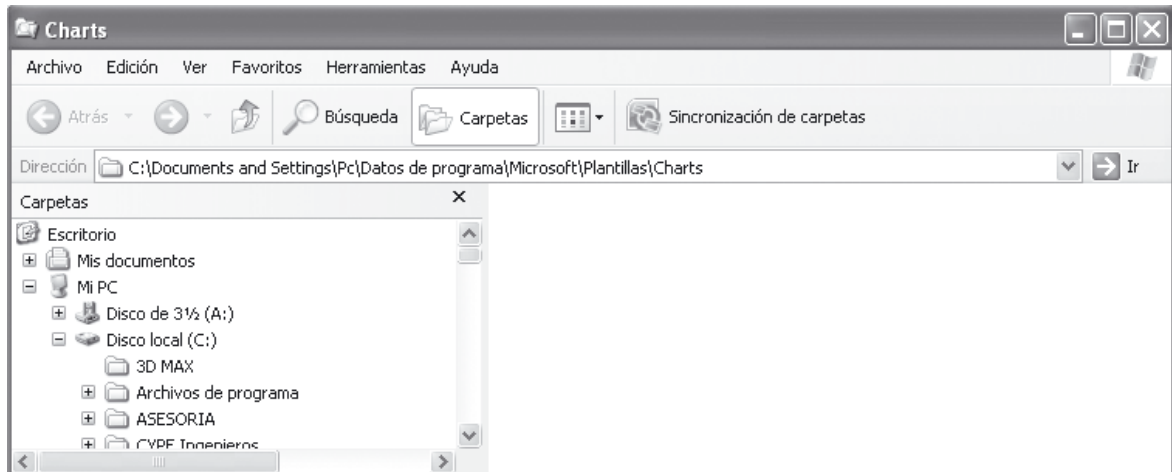 Charts
Archivo Edición Ver Favoritos Herramientas Ayuda
Atrás Búsqueda Carpetas Sincronización de carpetas
Dirección C:\Documents and Settings\Pc\Datos de programa\Microsoft\Plantillas\Charts Ir
Carpetas
Escritorio
Mis documentos
Mi PC
Disco de 3½ (A:)
Disco local (C:)
3D MAX
Archivos de programa
ASESORIA
CYPE Ingenieros